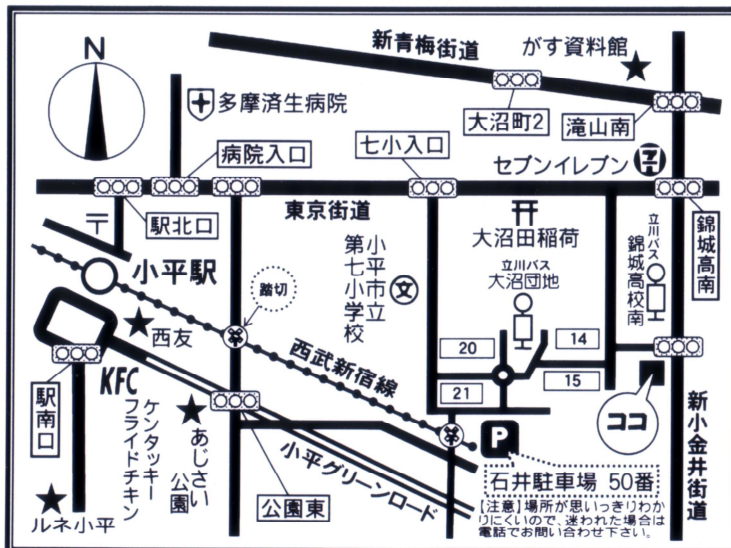 N
新青梅街道
がす資料館
多摩済生病院
大沼町2
滝山南
病院入口
七小入口
セブンイレブン
駅北口
東京街道
大沼田稲荷
錦城高南
〒
小平駅
踏切
小平市立
第七小学校
文
立川バス
大沼団地
立川バス
錦城高校南
西友
西武新宿線
20
14
21
15
駅南口
KFC
ケンタッキー
フライドチキン
あじさい
公園
ココ
新小金井街道
P
小平グリーンロード
公園東
ルネ小平
石井駐車場 50番
【注意】場所が思いっきりわか
りにくいので、迷われた場合は
電話でお問い合わせ下さい。